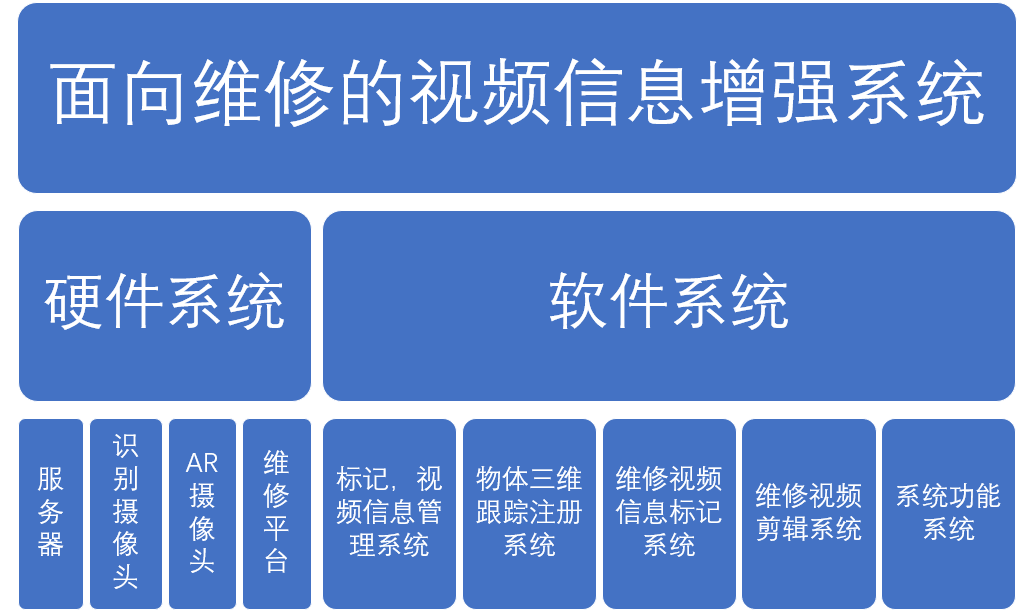 面向维修的视频信息增强系统
硬件系统
软件系统
服
务
器
识
别
摄
像
头
AR
摄
像
头
维
修
平
台
标记，视
频信息管
理系统
物体三维
跟踪注册
系统
维修视频
信息标记
系统
维修视频
剪辑系统
系统功能
系统